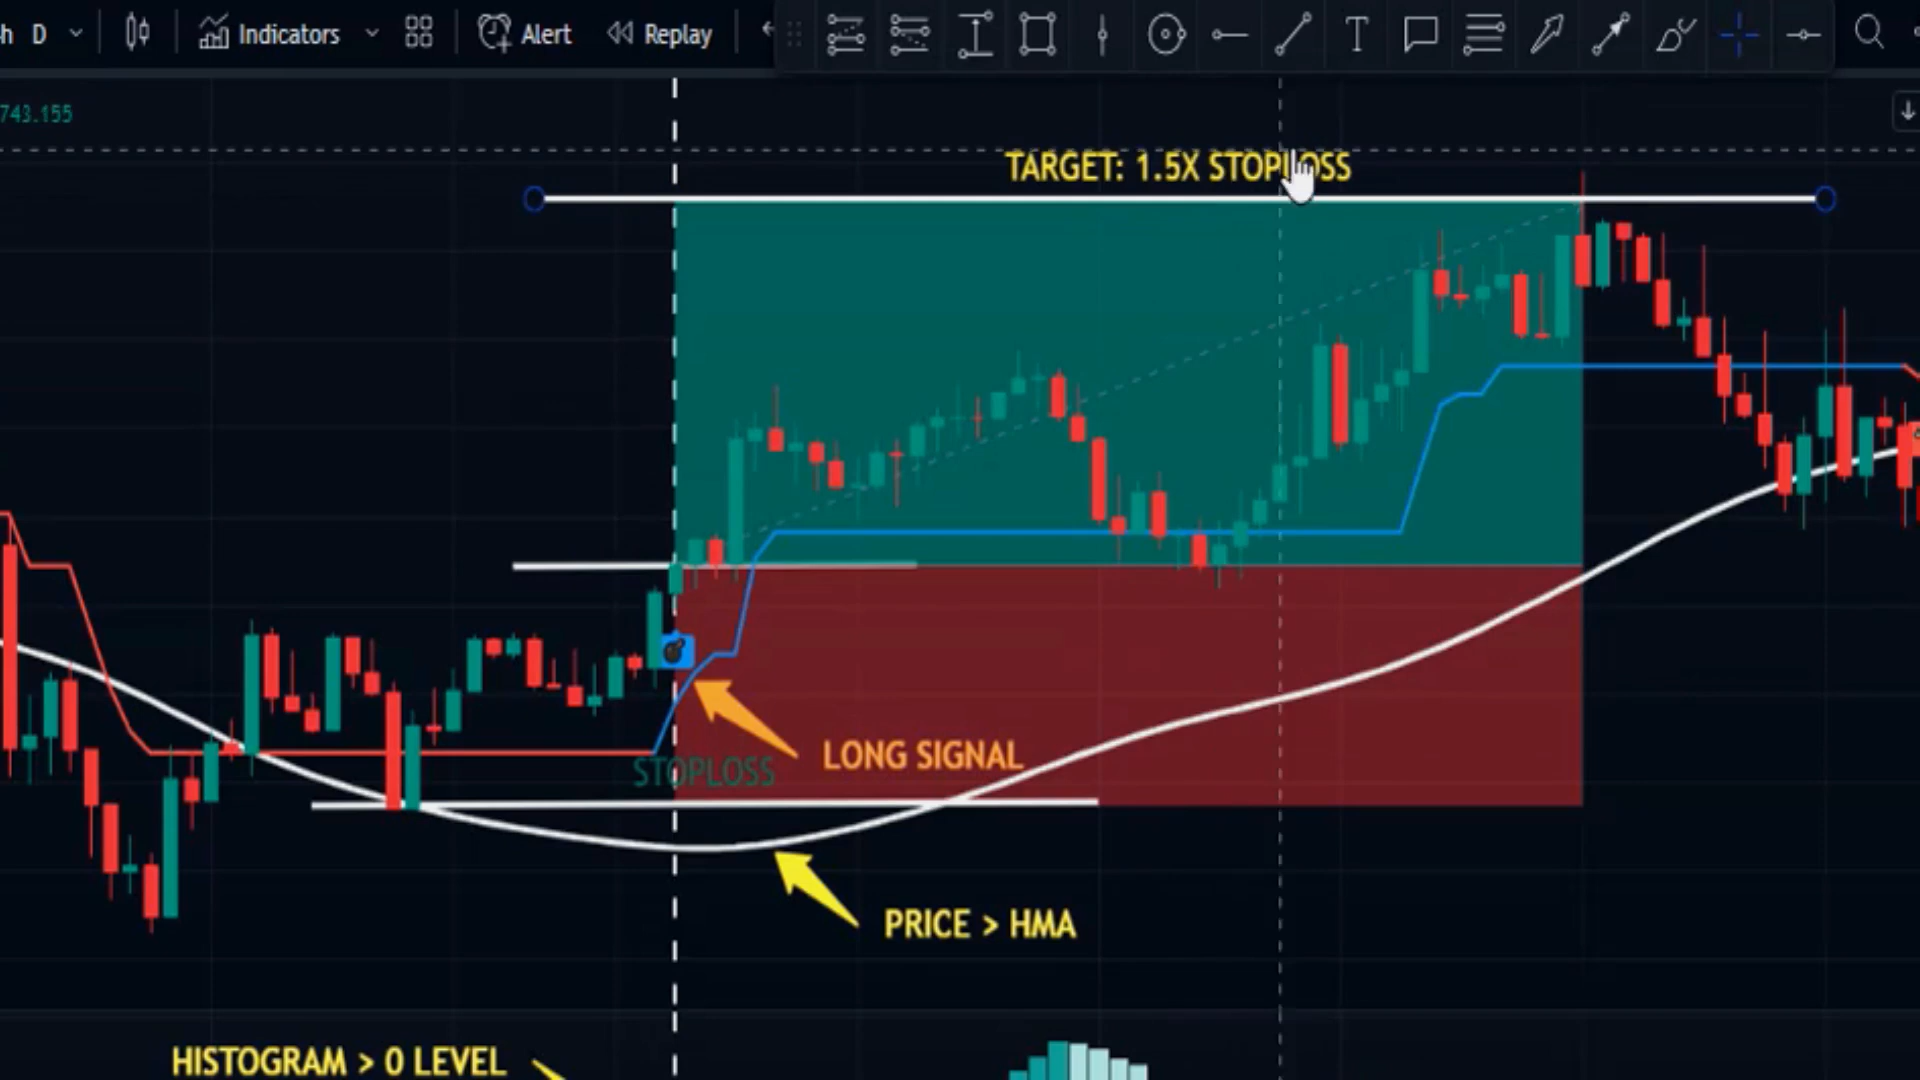 h D Indicators Alert Replay T
743.155
TARGET: 1.5X STOPLOSS
LONG SIGNAL
STOPLOSS
PRICE > HMA
HISTOGRAM > 0 LEVEL